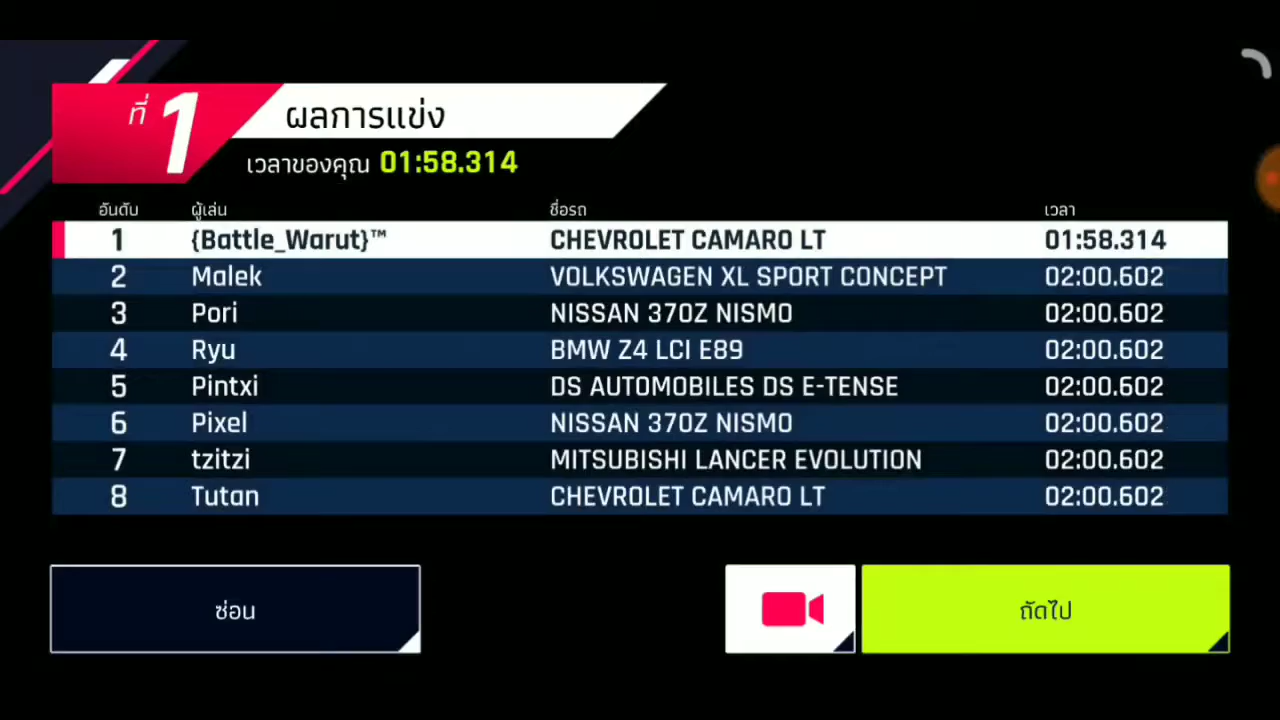 ที่ 1 ผลการแข่ง
เวลาของคุณ 01:58.314
อันดับ ผู้เล่น ชื่อรถ เวลา
1 {Battle_Warut}™ CHEVROLET CAMARO LT 01:58.314
2 Malek VOLKSWAGEN XL SPORT CONCEPT 02:00.602
3 Pori NISSAN 370Z NISMO 02:00.602
4 Ryu BMW Z4 LCI E89 02:00.602
5 Pintxi DS AUTOMOBILES DS E-TENSE 02:00.602
6 Pixel NISSAN 370Z NISMO 02:00.602
7 tzitzi MITSUBISHI LANCER EVOLUTION 02:00.602
8 Tutan CHEVROLET CAMARO LT 02:00.602
ซ่อน ถัดไป